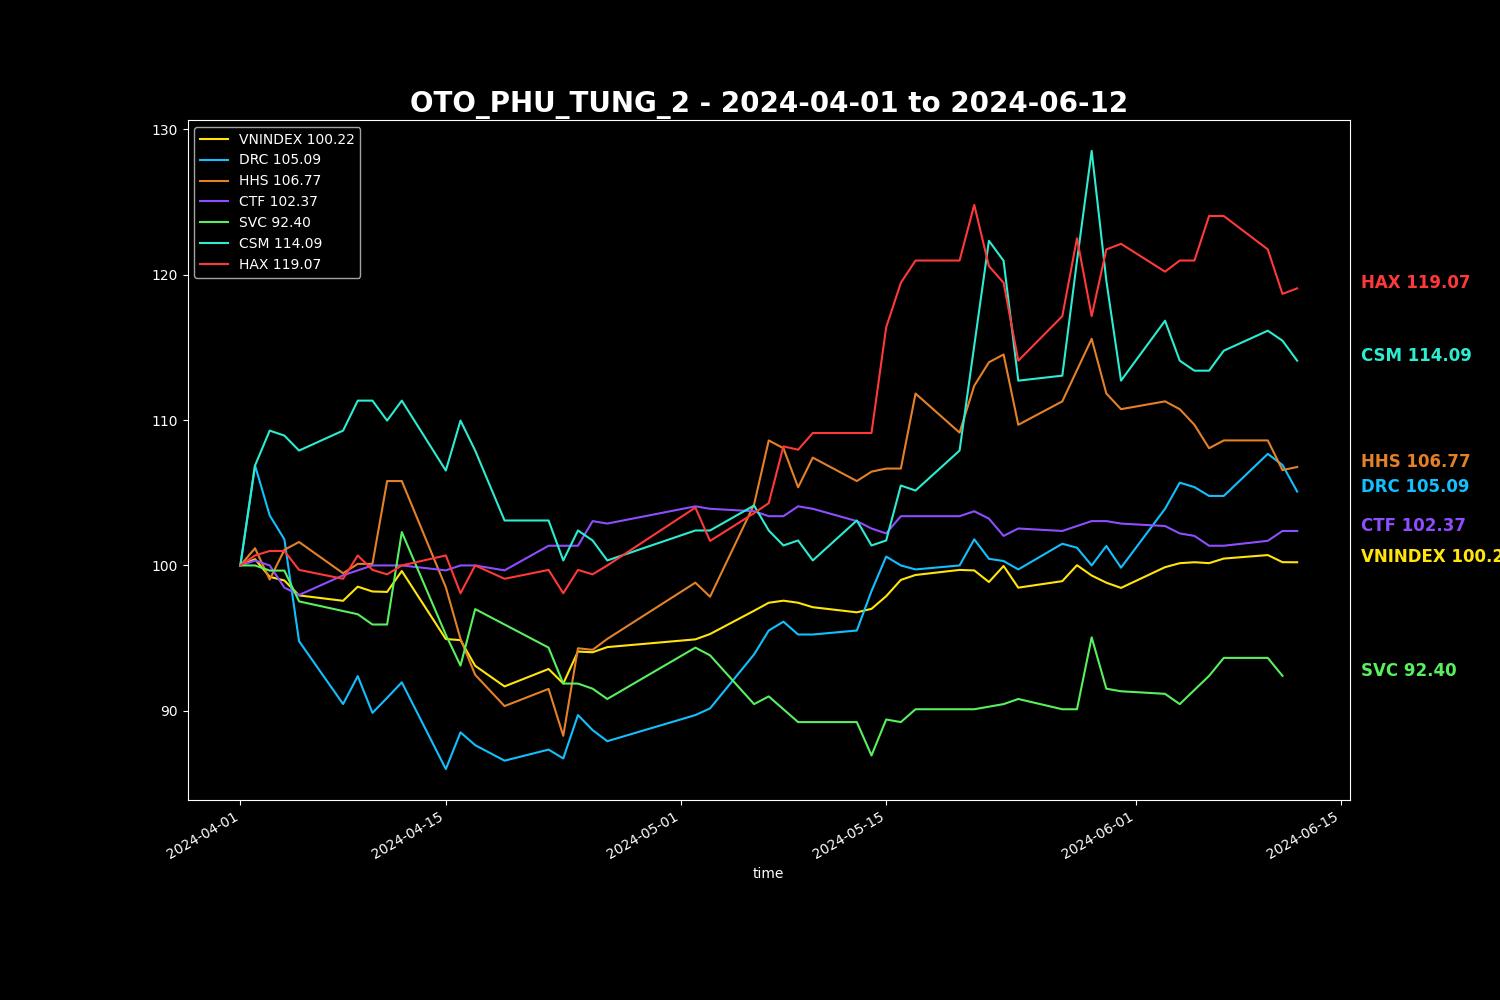 OTO_PHU_TUNG_2 - 2024-04-01 to 2024-06-12
130
120
110
100
90
VNINDEX 100.22
DRC 105.09
HHS 106.77
CTF 102.37
SVC 92.40
CSM 114.09
HAX 119.07
HAX 119.07
CSM 114.09
HHS 106.77
DRC 105.09
CTF 102.37
VNINDEX 100.2
SVC 92.40
2024-04-01
2024-04-15
2024-05-01
2024-05-15
2024-06-01
2024-06-15
time